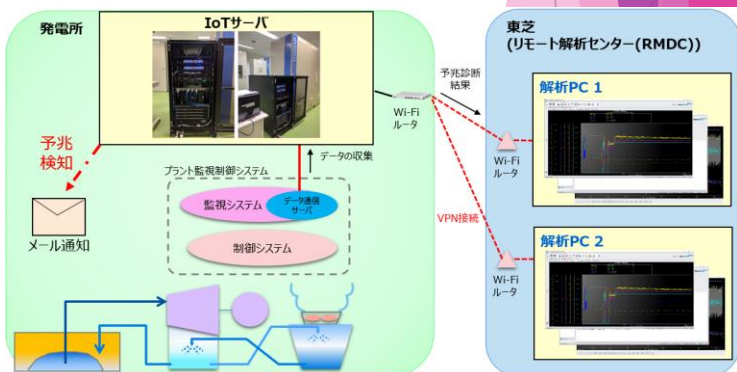 発電所
IoTサーバ
予兆
検知
メール通知
データの収集
プラント監視制御システム
監視システム
データ通信
サーバ
制御システム
Wi-Fi
ルータ
予兆診断
結果
VPN接続
東芝
(リモート解析センター(RMDC))
解析PC 1
Wi-Fi
ルータ
解析PC 2
Wi-Fi
ルータ